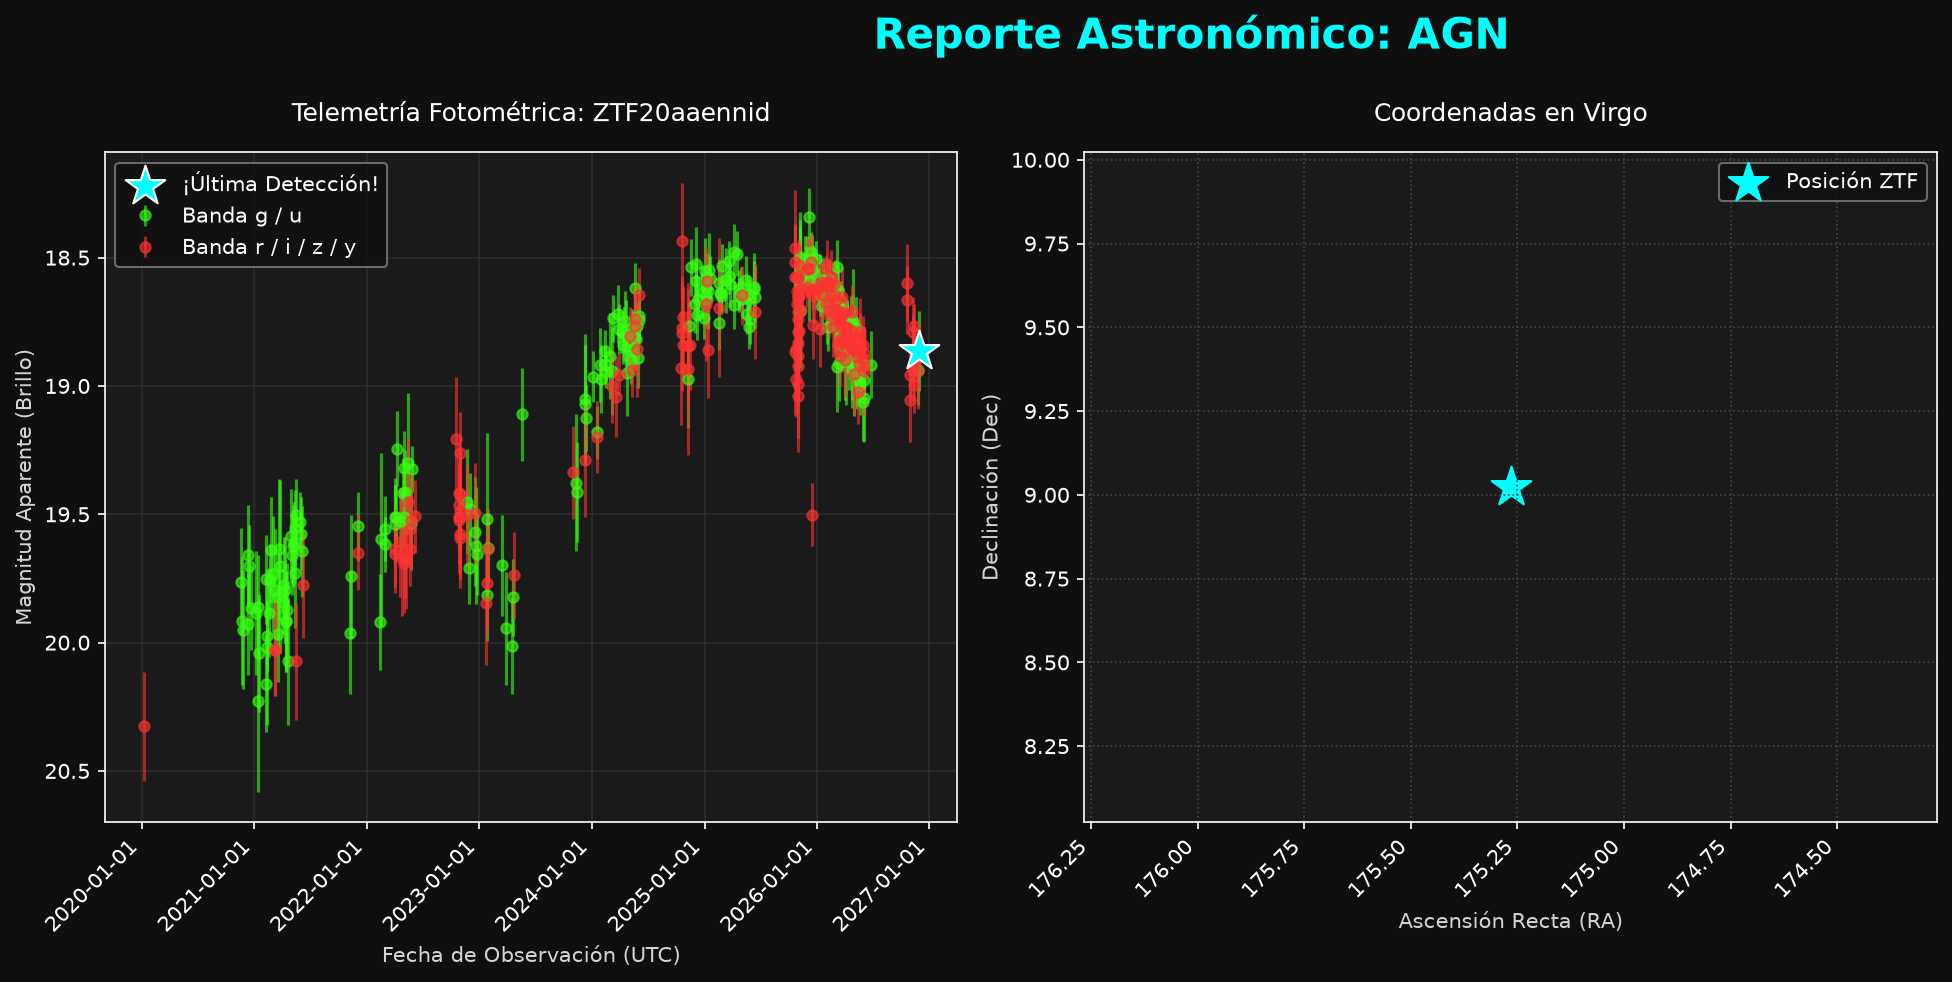 Reporte Astronómico: AGN
Telemetría Fotométrica: ZTF20aaennid
¡Última Detección!
Banda g / u
Banda r / i / z / y
Magnitud Aparente (Brillo)
18.5
19.0
19.5
20.0
20.5
2020-01-01
2021-01-01
2022-01-01
2023-01-01
2024-01-01
2025-01-01
2026-01-01
2027-01-01
Fecha de Observación (UTC)
Coordenadas en Virgo
Posición ZTF
Declinación (Dec)
10.00
9.75
9.50
9.25
9.00
8.75
8.50
8.25
176.25
176.00
175.75
175.50
175.25
175.00
174.75
174.50
Ascensión Recta (RA)